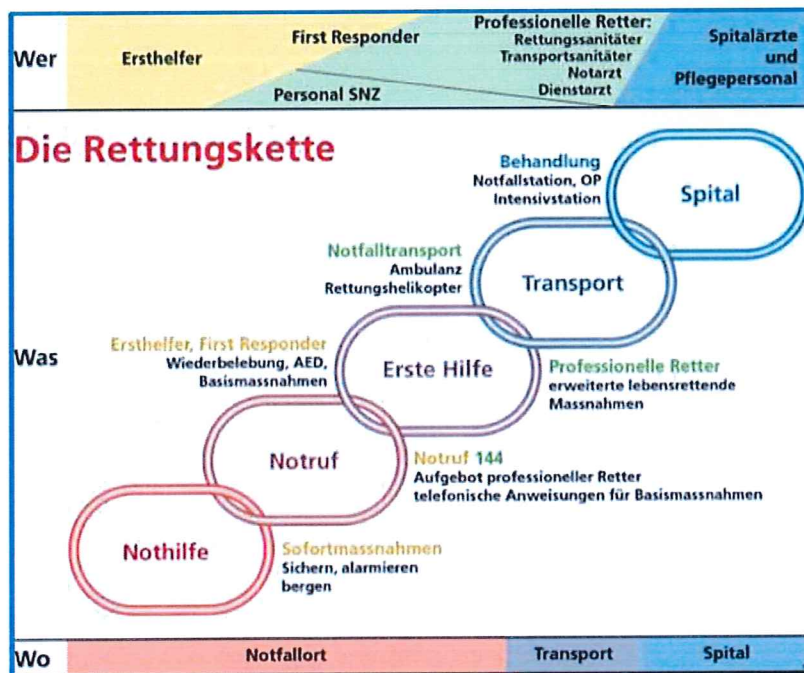 Wer
Ersthelfer
First Responder
Personal SNZ
Professionelle Retter:
Rettungssanitäter
Transportsanitäter
Notarzt
Dienstarzt
Spitalärzte
und
Pflegepersonal
Die Rettungskette
Behandlung
Notfallstation, OP
Intensivstation
Spital
Notfalltransport
Ambulanz
Rettungshelikopter
Transport
Was
Ersthelfer, First Responder
Wiederbelebung, AED,
Basismassnahmen
Erste Hilfe
Professionelle Retter
erweiterte lebensrettende
Massnahmen
Notruf
Notruf 144
Aufgebot professioneller Retter
telefonische Anweisungen für Basismassnahmen
Nothilfe
Sofortmassnahmen
Sichern, alarmieren
bergen
Wo
Notfallort
Transport
Spital